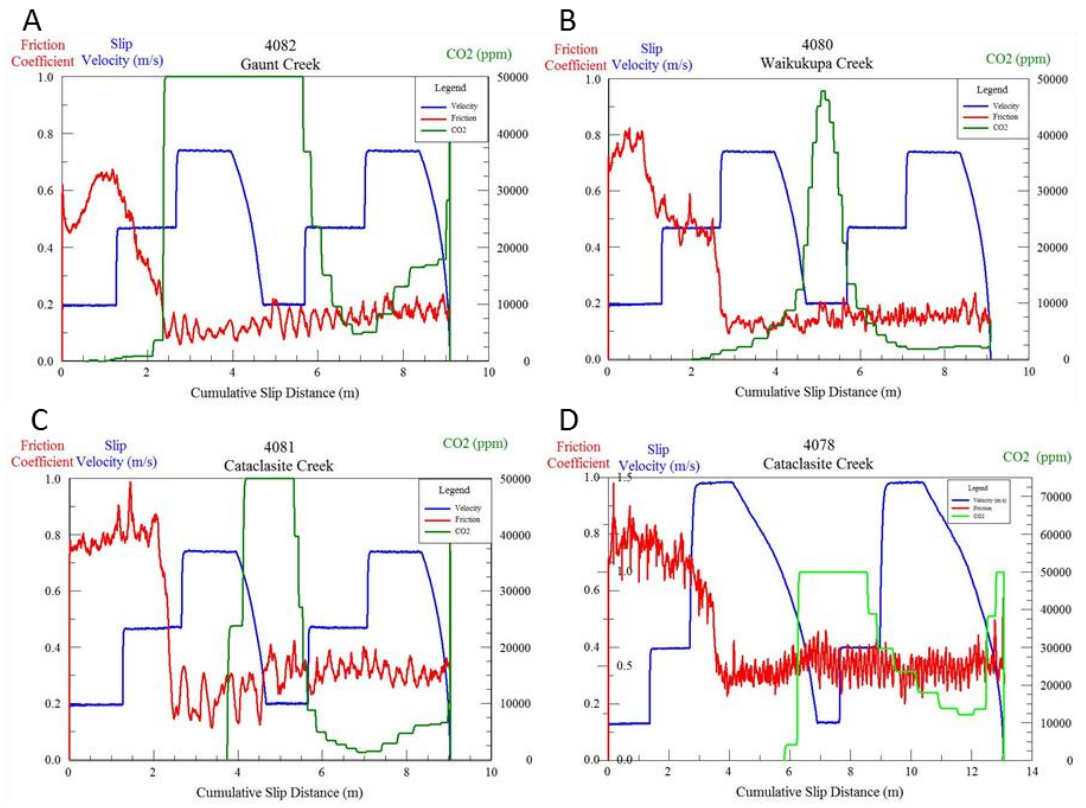 A
Friction
Coefficient
Slip
Velocity (m/s)
4082
Gaunt Creek
CO2 (ppm)
Legend
Velocity
Friction
CO2
1.0
0.8
0.6
0.4
0.2
0.0
50000
40000
30000
20000
10000
0
0 2 4 6 8 10
Cumulative Slip Distance (m)
B
Friction
Coefficient
Slip
Velocity (m/s)
4080
Waikukupa Creek
CO2 (ppm)
Legend
Velocity
Friction
CO2
1.0
0.8
0.6
0.4
0.2
0.0
50000
40000
30000
20000
10000
0
0 2 4 6 8 10
Cumulative Slip Distance (m)
C
Friction
Coefficient
Slip
Velocity (m/s)
4081
Cataclasite Creek
CO2 (ppm)
Legend
Velocity
Friction
CO2
1.0
0.8
0.6
0.4
0.2
0.0
50000
40000
30000
20000
10000
0
0 2 4 6 8 10
Cumulative Slip Distance (m)
D
Friction
Coefficient
Slip
Velocity (m/s)
4078
Cataclasite Creek
CO2 (ppm)
Legend
Velocity (m/s)
Friction
CO2
1.0
0.8
0.6
0.4
0.2
0.0
1.5
1.0
0.5
0.0
70000
60000
50000
40000
30000
20000
10000
0
0 2 4 6 8 10 12 14
Cumulative Slip Distance (m)